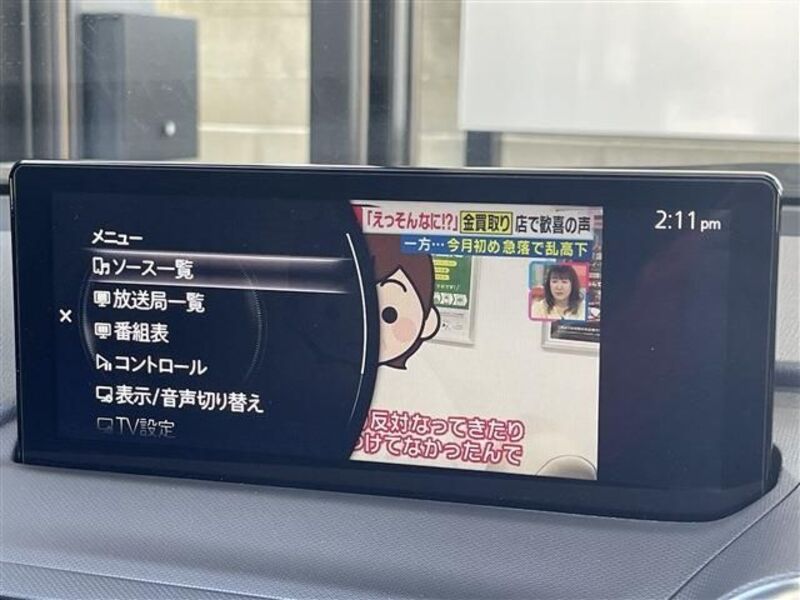 メニュー
ソース一覧
放送局一覧
番組表
コントロール
表示/音声切り替え
TV設定
「えっそんなに!?」金買取り 店で歓喜の声
一方…今月初め急落で乱高下
反対なってきたり
けてなかったんで
2:11 pm